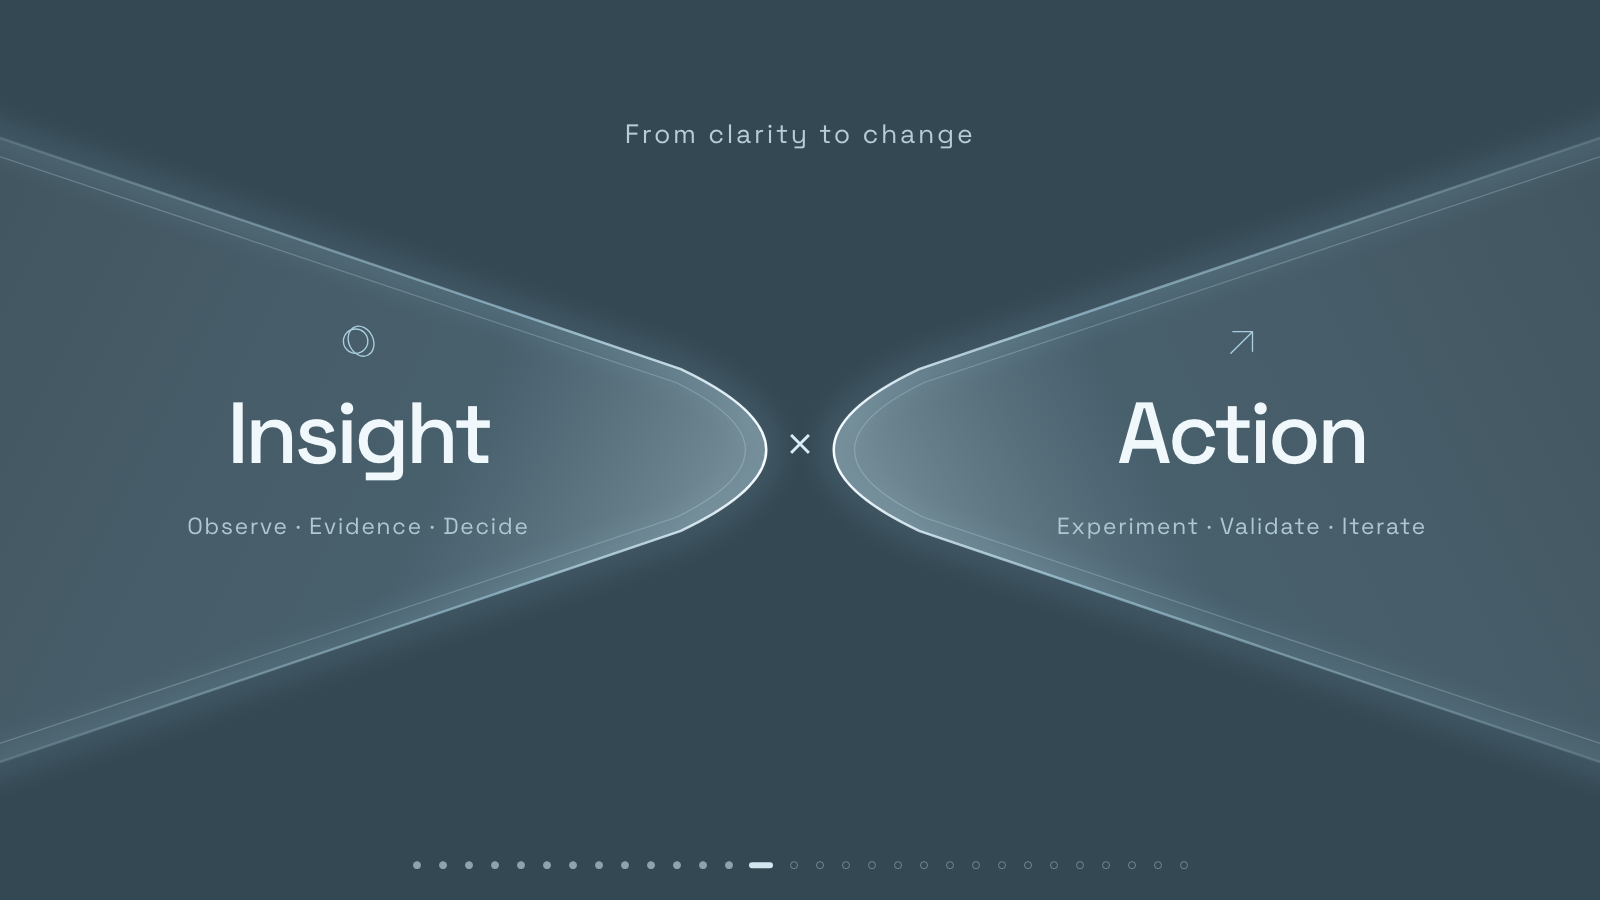 From clarity to change
Insight
×
Action
Observe · Evidence · Decide
Experiment · Validate · Iterate